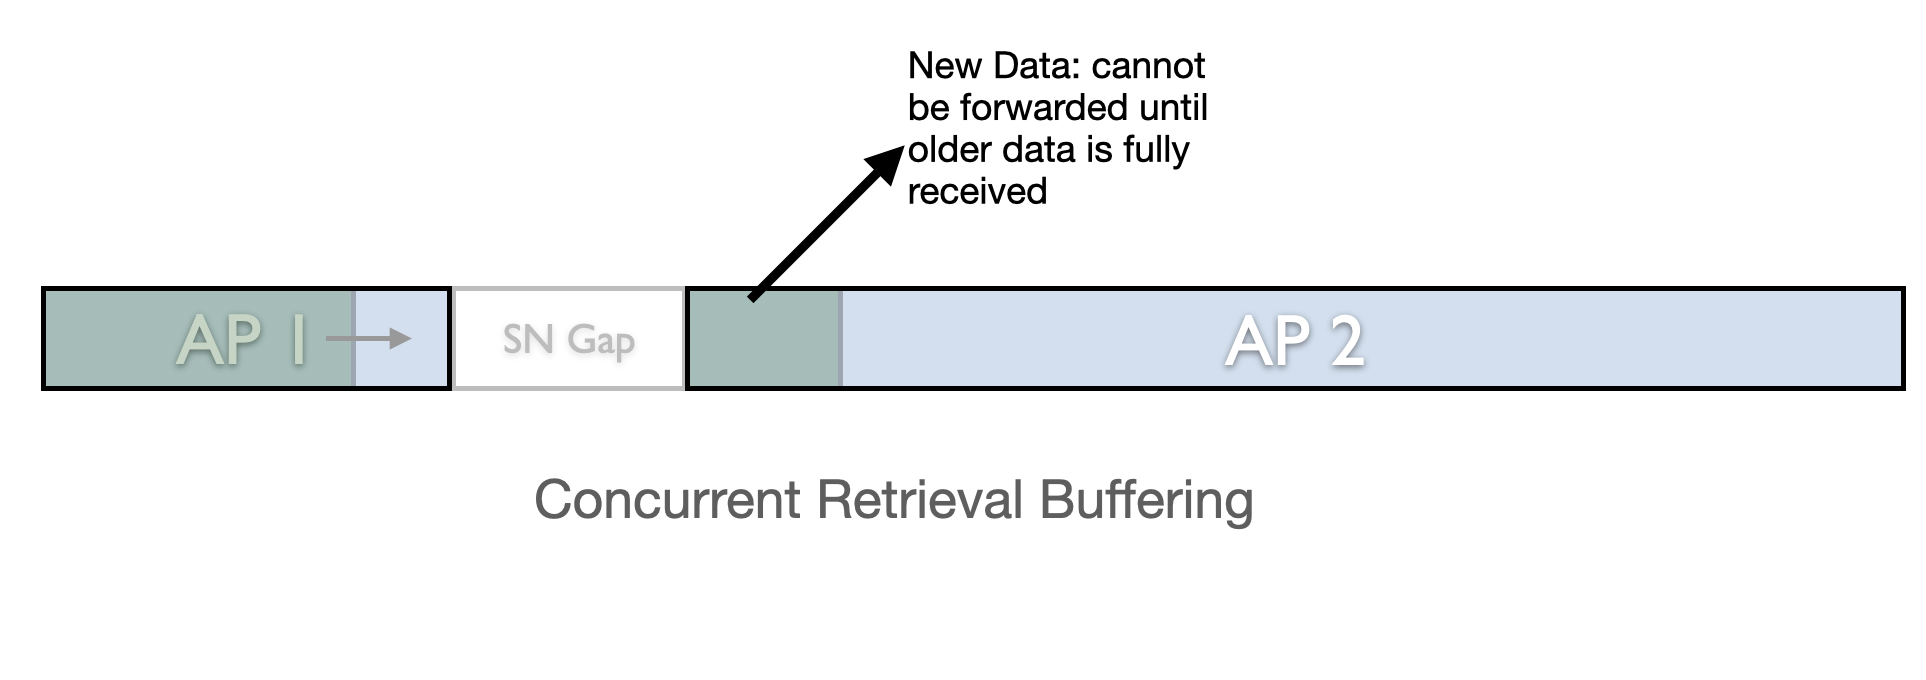 New Data: cannot
be forwarded until
older data is fully
received
AP 1
SN Gap
AP 2
Concurrent Retrieval Buffering